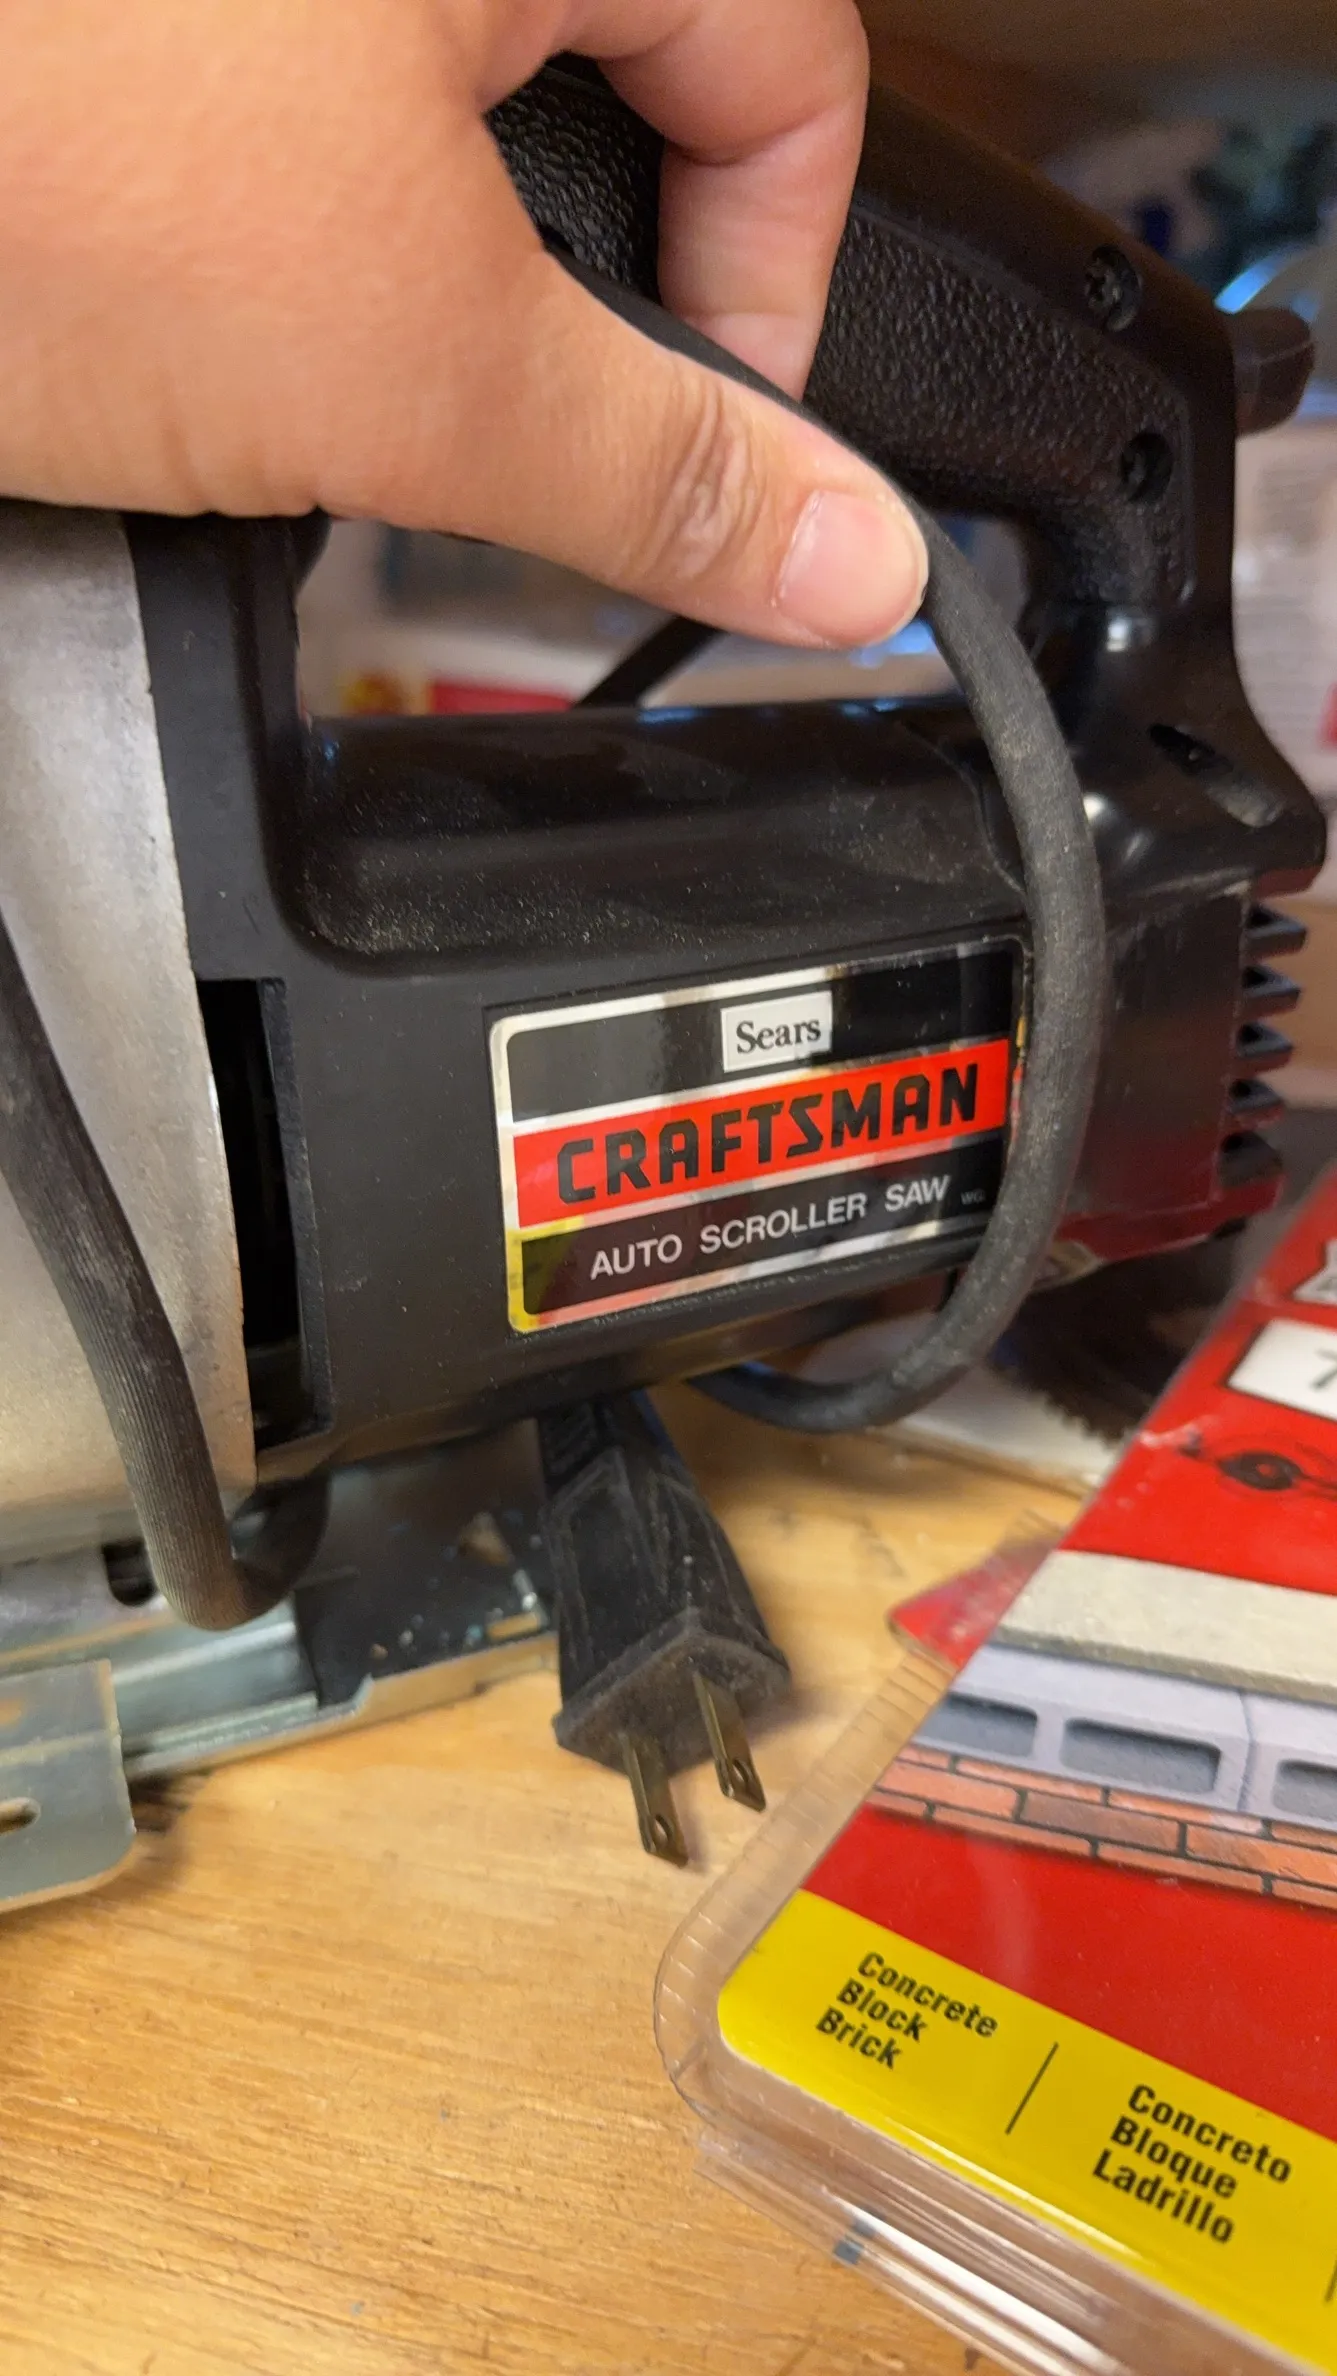 Sears
CRAFTSMAN
AUTO SCROLLER SAW
Concrete
Block
Brick
Concreto
Bloque
Ladrillo